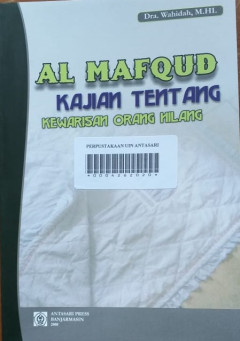 Dra. Wahidah, M.HI.
AL MAFQUD
KAJIAN TENTANG
KEWARISAN ORANG HILANG
PERPUSTAKAAN UIN ANTASARI
ANTASARI PRESS
BANJARMASIN